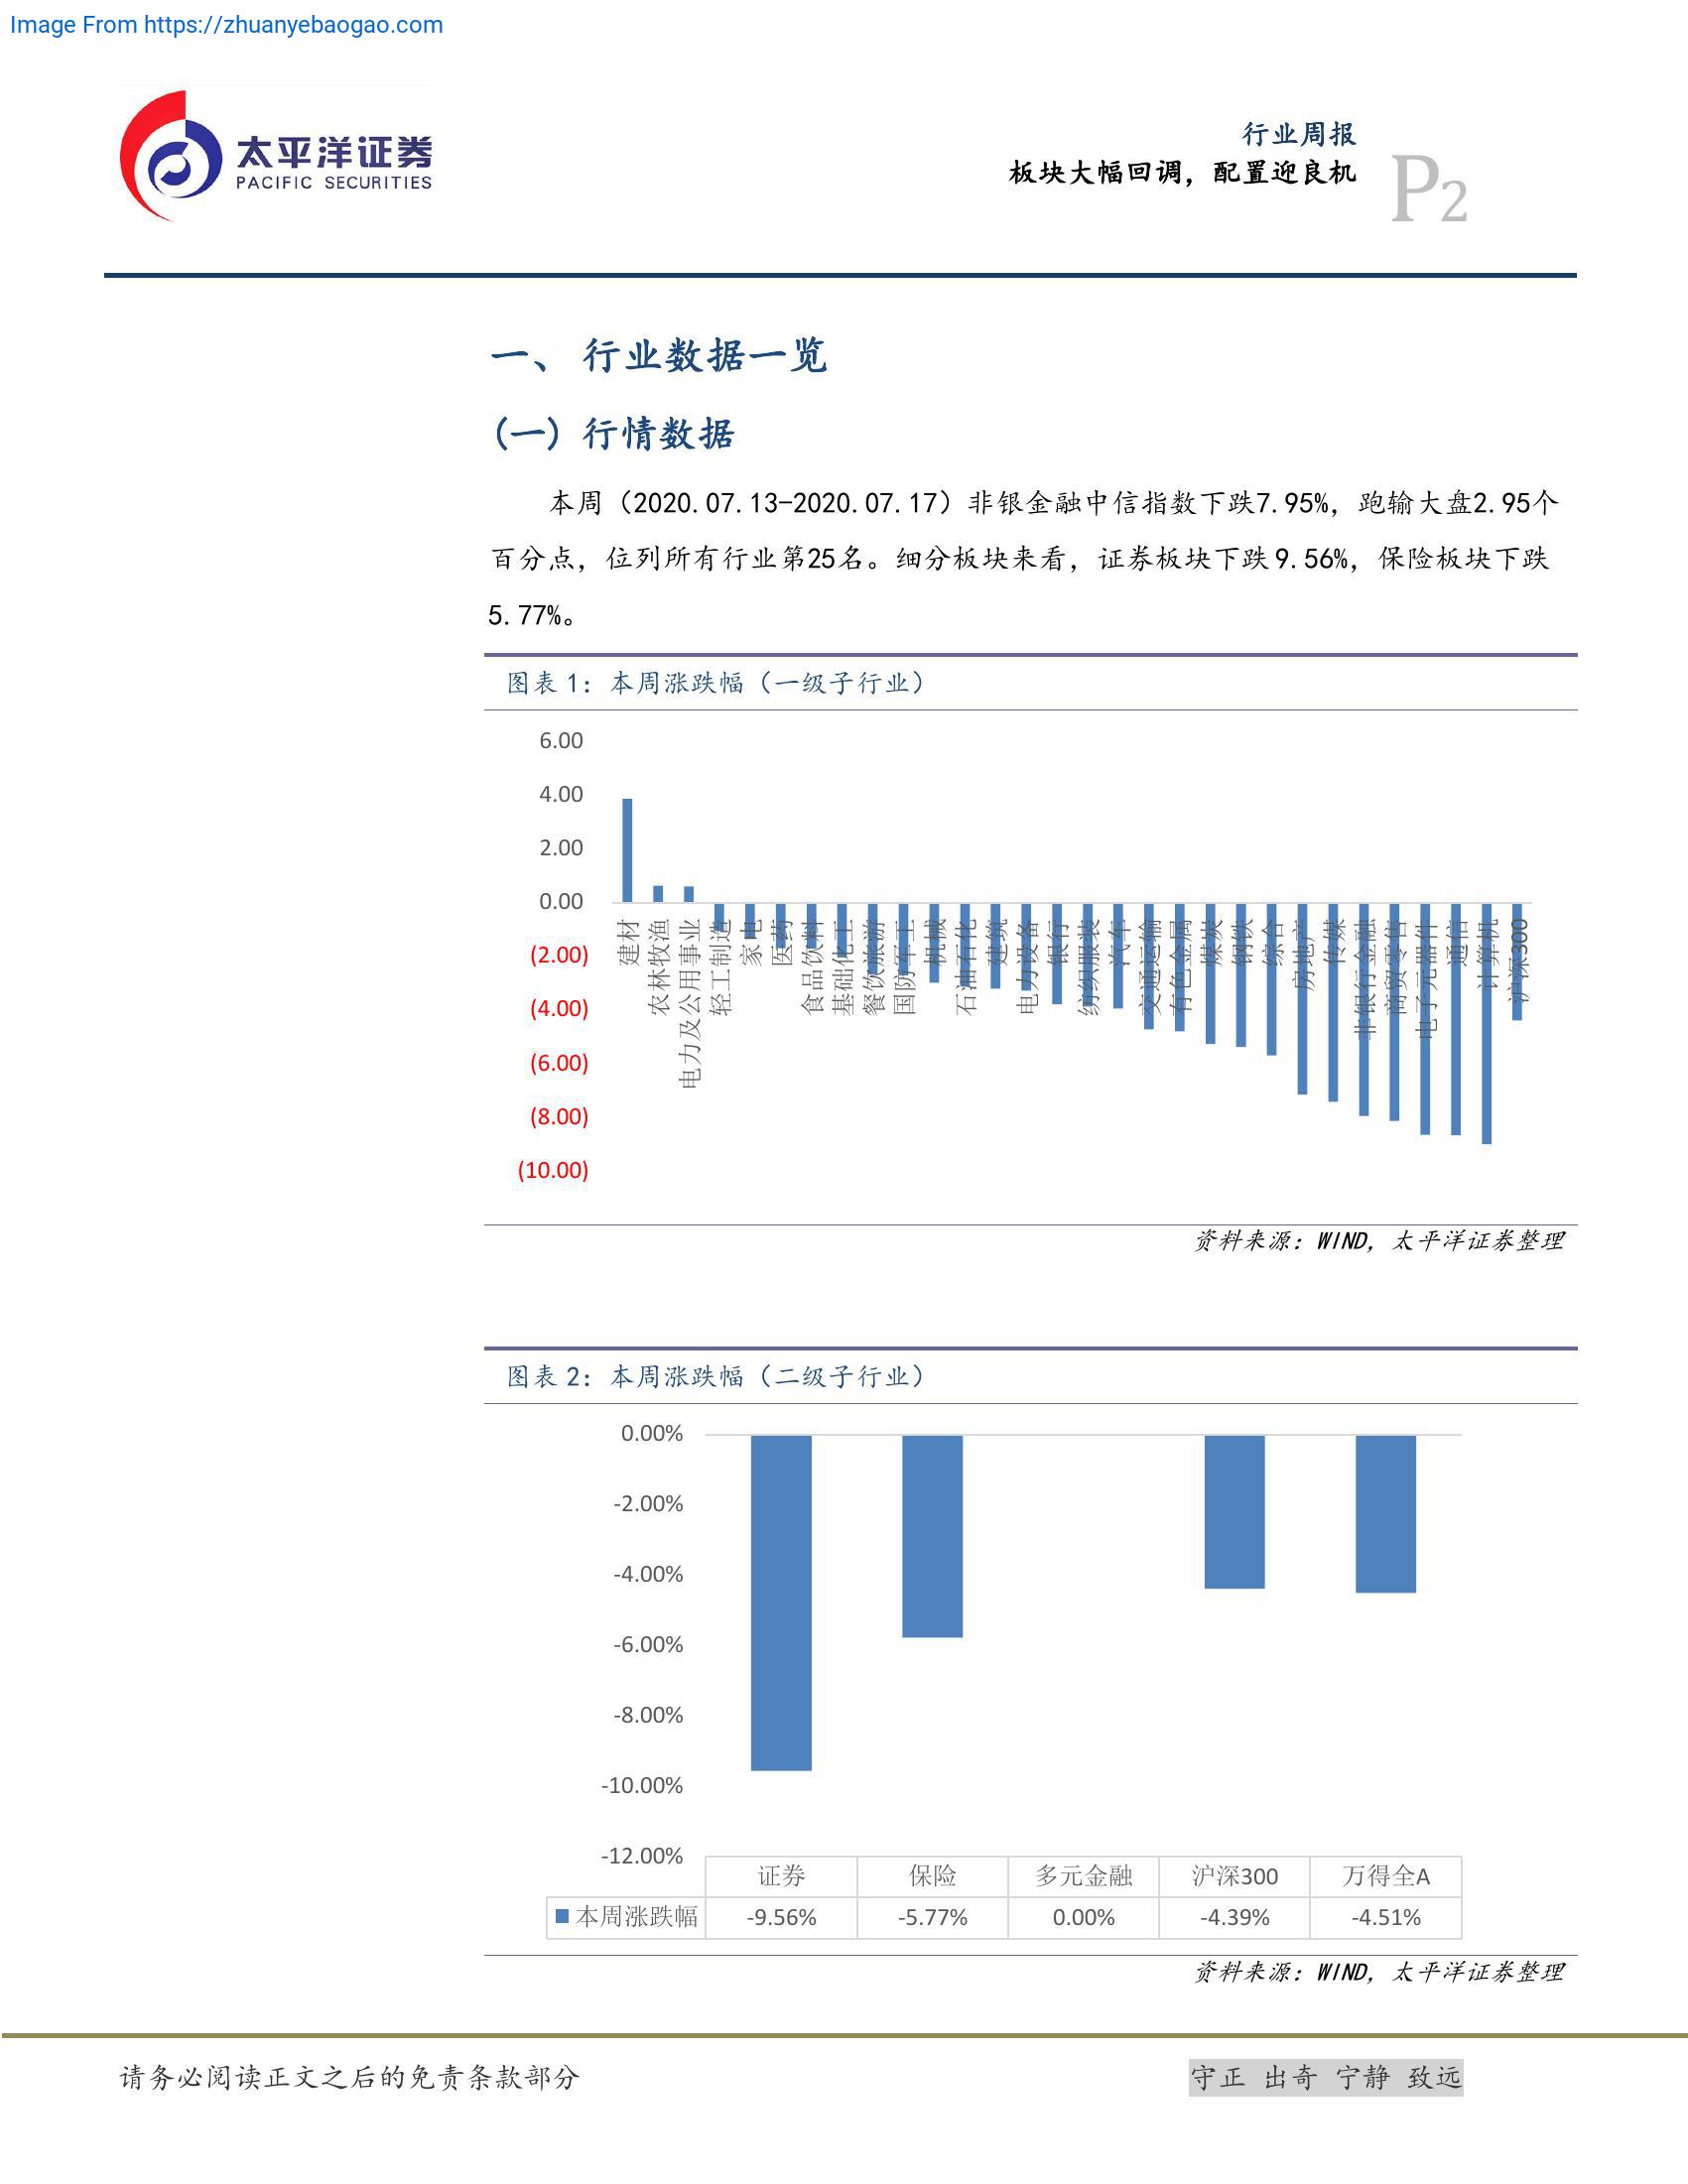 Image From https://zhuanyebaogao.com
太平洋证券
PACIFIC SECURITIES
行业周报
板块大幅回调，配置迎良机
P2
一、 行业数据一览
(一) 行情数据
本周（2020.07.13-2020.07.17）非银金融中信指数下跌7.95%，跑输大盘2.95个
百分点，位列所有行业第25名。细分板块来看，证券板块下跌9.56%，保险板块下跌
5.77%。
图表 1：本周涨跌幅（一级子行业）
6.00
4.00
2.00
0.00
(2.00)
(4.00)
(6.00)
(8.00)
(10.00)
建材
农林牧渔
电力及公用事业
轻工制造
家电
医药
食品饮料
基础化工
餐饮旅游
国防军工
机械
石油石化
建筑
电力设备
银行
纺织服装
汽车
交通运输
有色金属
煤炭
钢铁
综合
房地产
传媒
非银行金融
商贸零售
电子元器件
通信
计算机
沪深300
资料来源：WIND，太平洋证券整理
图表 2：本周涨跌幅（二级子行业）
0.00%
-2.00%
-4.00%
-6.00%
-8.00%
-10.00%
-12.00%
证券 保险 多元金融 沪深300 万得全A
本周涨跌幅 -9.56% -5.77% 0.00% -4.39% -4.51%
资料来源：WIND，太平洋证券整理
请务必阅读正文之后的免责条款部分
守正 出奇 宁静 致远